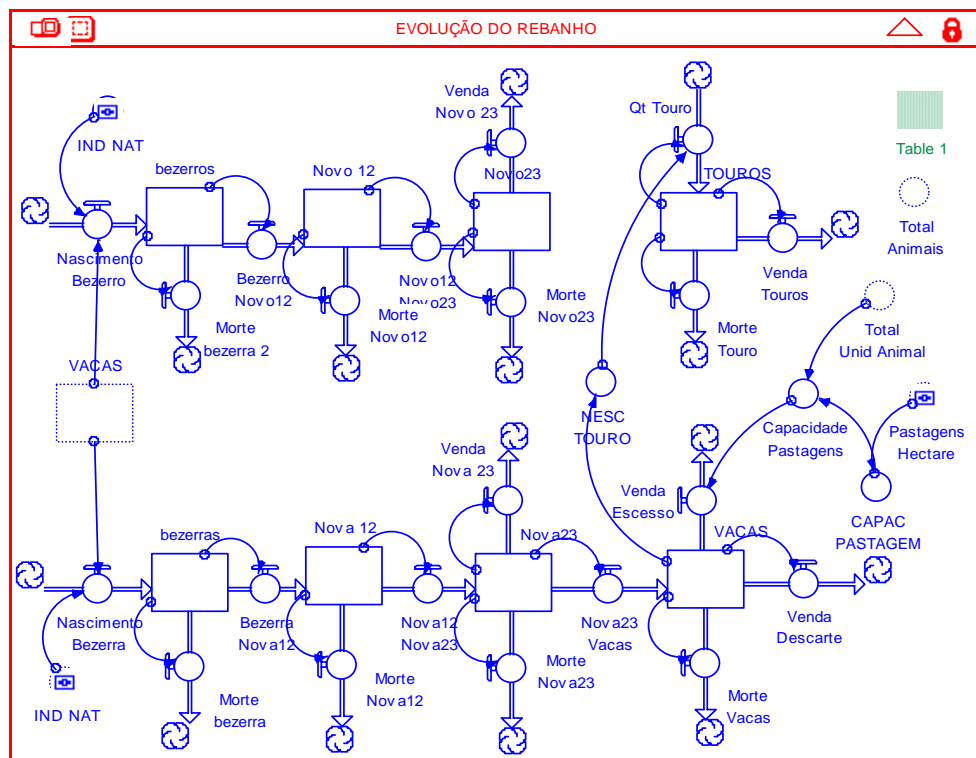 EVOLUÇÃO DO REBANHO
Venda
Novo 23
Qt Touro
IND NAT
Table 1
bezerros
Novo 12
Novo23
TOUROS
Total
Animais
Nascimento
Bezerro
Bezerro
Novo12
Novo12
Novo23
Venda
Touros
Morte
bezerra 2
Morte
Novo12
Morte
Novo23
Morte
Touro
Total
Unid Animal
VACAS
NESC
TOURO
Capacidade
Pastagens
Pastagens
Hectare
Venda
Nova 23
Venda
Escesso
CAPAC
PASTAGEM
bezerras
Nova 12
Nova23
VACAS
Nascimento
Bezerra
Bezerra
Nova12
Nova12
Nova23
Nova23
Vacas
Venda
Descarte
IND NAT
Morte
bezerra
Morte
Nova12
Morte
Nova23
Morte
Vacas